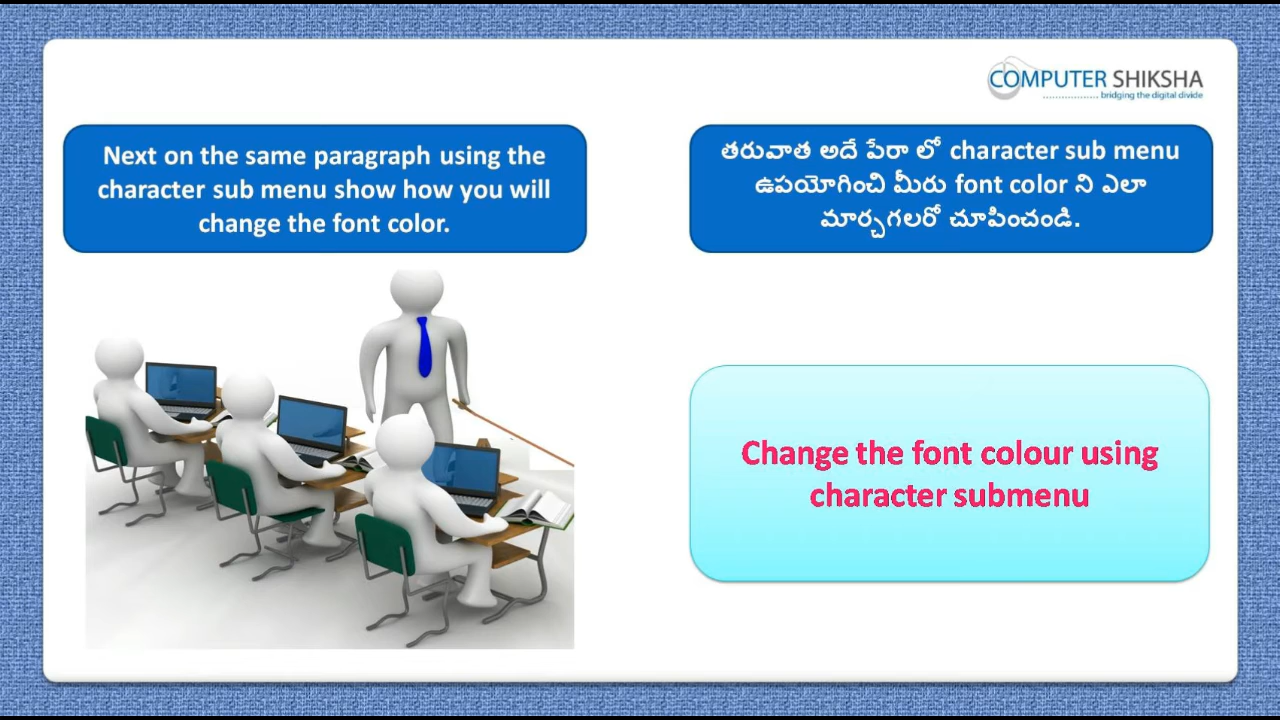 COMPUTER SHIKSHA
bridging the digital divide
Next on the same paragraph using the
character sub menu show how you will
change the font color.
తరువాత అదే పేరా లో character sub menu
ఉపయోగించి మీరు font color ని ఎలా
మార్చగలరో చూపించండి.
Change the font colour using
character submenu